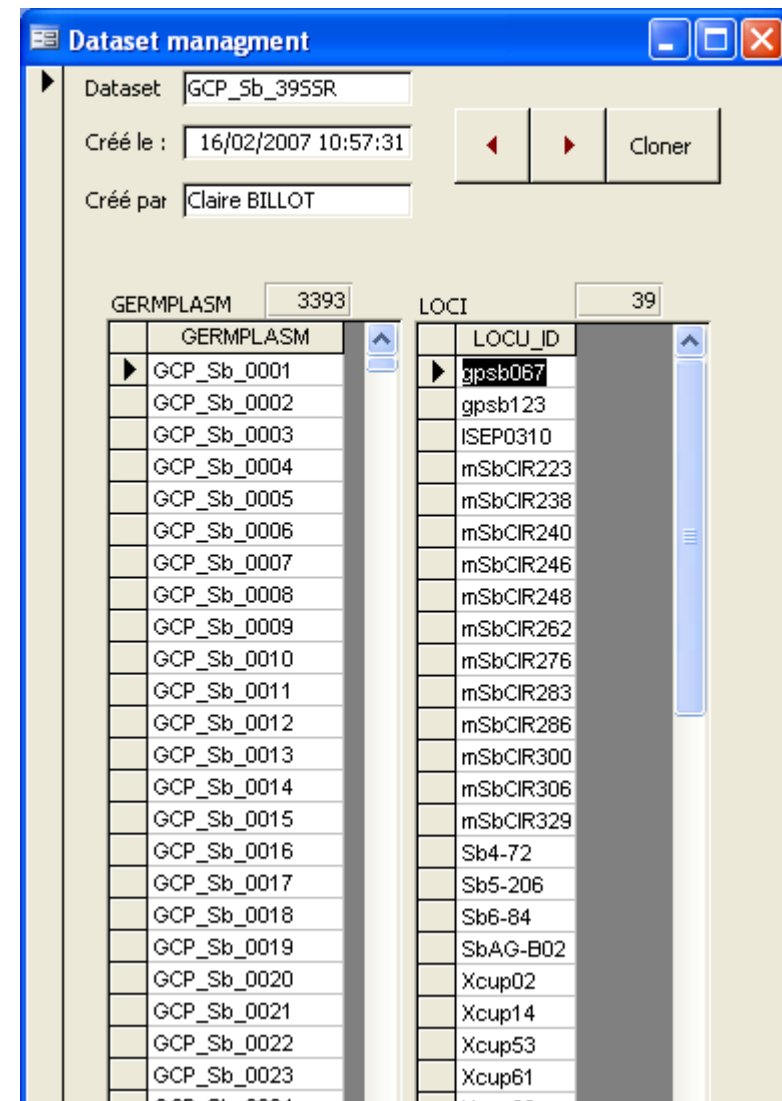 Dataset managment
Dataset GCP_Sb_39SSR
Créé le : 16/02/2007 10:57:31
Cloner
Créé par Claire BILLOT
GERMPLASM 3393
LOCI 39
GERMPLASM
GCP_Sb_0001
GCP_Sb_0002
GCP_Sb_0003
GCP_Sb_0004
GCP_Sb_0005
GCP_Sb_0006
GCP_Sb_0007
GCP_Sb_0008
GCP_Sb_0009
GCP_Sb_0010
GCP_Sb_0011
GCP_Sb_0012
GCP_Sb_0013
GCP_Sb_0014
GCP_Sb_0015
GCP_Sb_0016
GCP_Sb_0017
GCP_Sb_0018
GCP_Sb_0019
GCP_Sb_0020
GCP_Sb_0021
GCP_Sb_0022
GCP_Sb_0023
LOCU_ID
gpsb067
gpsb123
ISEP0310
mSbCIR223
mSbCIR238
mSbCIR240
mSbCIR246
mSbCIR248
mSbCIR262
mSbCIR276
mSbCIR283
mSbCIR286
mSbCIR300
mSbCIR306
mSbCIR329
Sb4-72
Sb5-206
Sb6-84
SbAG-B02
Xcup02
Xcup14
Xcup53
Xcup61